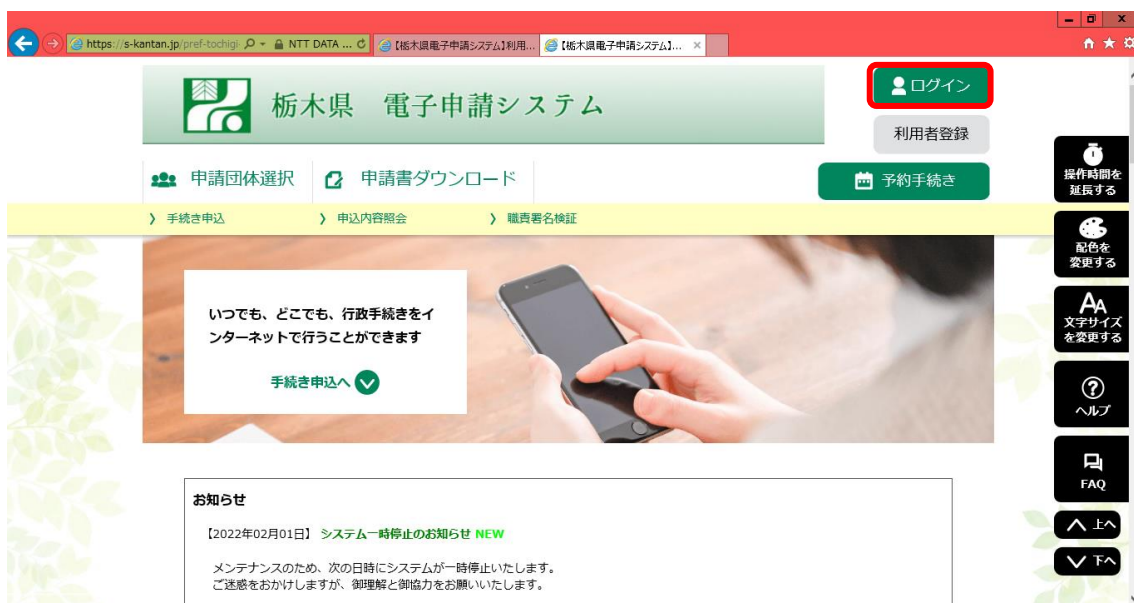 https://s-kantan.jp/pref-tochigi- NTT DATA ... 【栃木県電子申請システム】利用... 【栃木県電子申請システム】... ×
栃木県 電子申請システム
ログイン
利用者登録
申請団体選択
申請書ダウンロード
予約手続き
手続き申込
申込内容照会
職責署名検証
いつでも、どこでも、行政手続きをイ
ンターネットで行うことができます
手続き申込へ
お知らせ
【2022年02月01日】 システム一時停止のお知らせ NEW
メンテナンスのため、次の日時にシステムが一時停止いたします。
ご迷惑をおかけしますが、御理解と御協力をお願いいたします。
操作時間を
延長する
配色を
変更する
AA
文字サイズ
を変更する
?
ヘルプ
FAQ
上へ
下へ